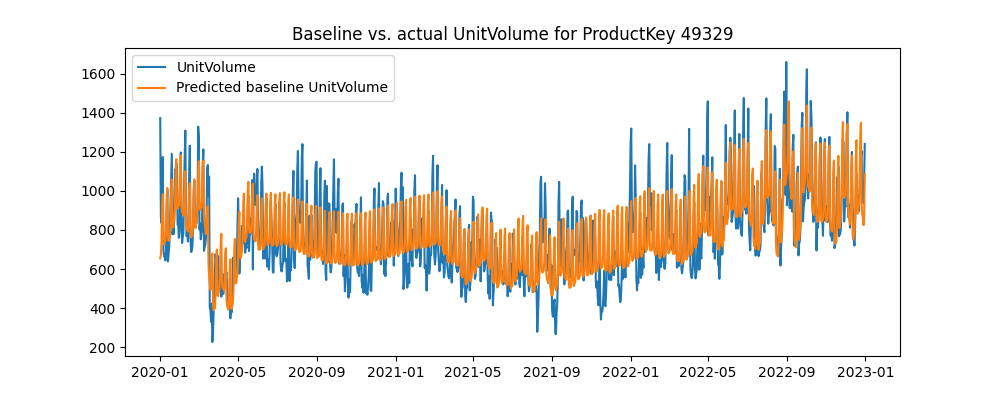 Baseline vs. actual UnitVolume for ProductKey 49329
UnitVolume
Predicted baseline UnitVolume
1600
1400
1200
1000
800
600
400
200
2020-01 2020-05 2020-09 2021-01 2021-05 2021-09 2022-01 2022-05 2022-09 2023-01